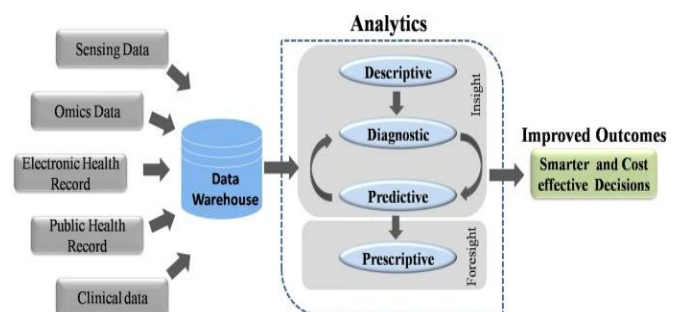 Analytics
Sensing Data
Omics Data
Electronic Health
Record
Public Health
Record
Clinical data
Data
Warehouse
Descriptive
Diagnostic
Predictive
Prescriptive
Insight
Foresight
Improved Outcomes
Smarter and Cost
effective Decisions